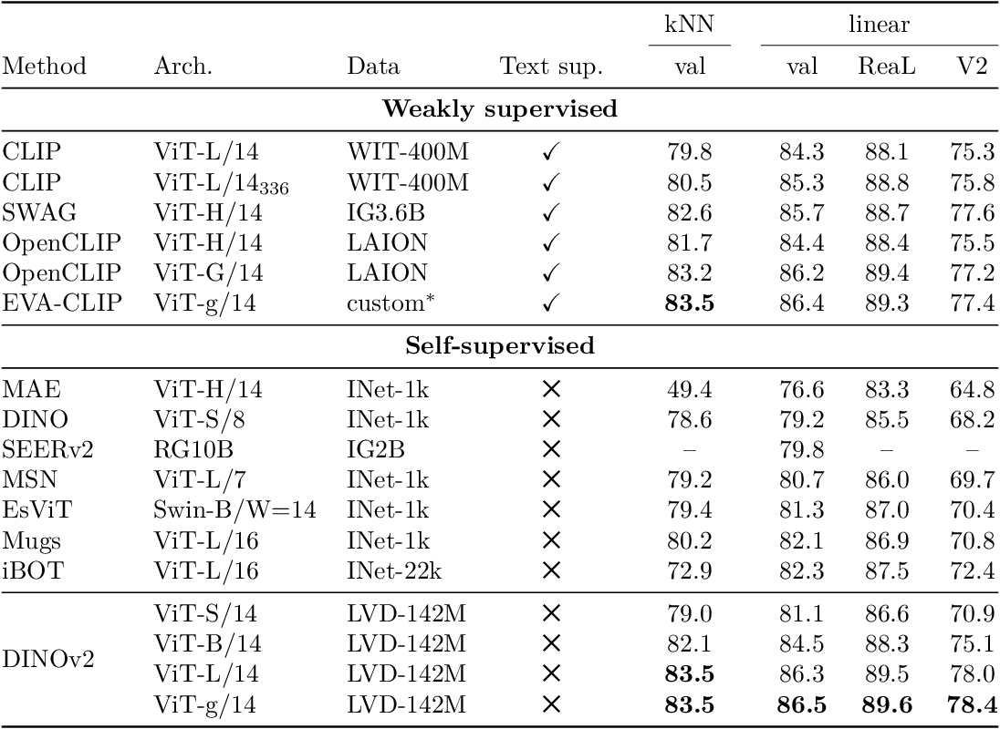 kNN linear
Method Arch. Data Text sup. val val ReaL V2
Weakly supervised
CLIP ViT-L/14 WIT-400M ✓ 79.8 84.3 88.1 75.3
CLIP ViT-L/14336 WIT-400M ✓ 80.5 85.3 88.8 75.8
SWAG ViT-H/14 IG3.6B ✓ 82.6 85.7 88.7 77.6
OpenCLIP ViT-H/14 LAION ✓ 81.7 84.4 88.4 75.5
OpenCLIP ViT-G/14 LAION ✓ 83.2 86.2 89.4 77.2
EVA-CLIP ViT-g/14 custom* ✓ 83.5 86.4 89.3 77.4
Self-supervised
MAE ViT-H/14 INet-1k ✗ 49.4 76.6 83.3 64.8
DINO ViT-S/8 INet-1k ✗ 78.6 79.2 85.5 68.2
SEERv2 RG10B IG2B ✗ – 79.8 – –
MSN ViT-L/7 INet-1k ✗ 79.2 80.7 86.0 69.7
EsViT Swin-B/W=14 INet-1k ✗ 79.4 81.3 87.0 70.4
Mugs ViT-L/16 INet-1k ✗ 80.2 82.1 86.9 70.8
iBOT ViT-L/16 INet-22k ✗ 72.9 82.3 87.5 72.4
DINOv2
ViT-S/14 LVD-142M ✗ 79.0 81.1 86.6 70.9
ViT-B/14 LVD-142M ✗ 82.1 84.5 88.3 75.1
ViT-L/14 LVD-142M ✗ 83.5 86.3 89.5 78.0
ViT-g/14 LVD-142M ✗ 83.5 86.5 89.6 78.4